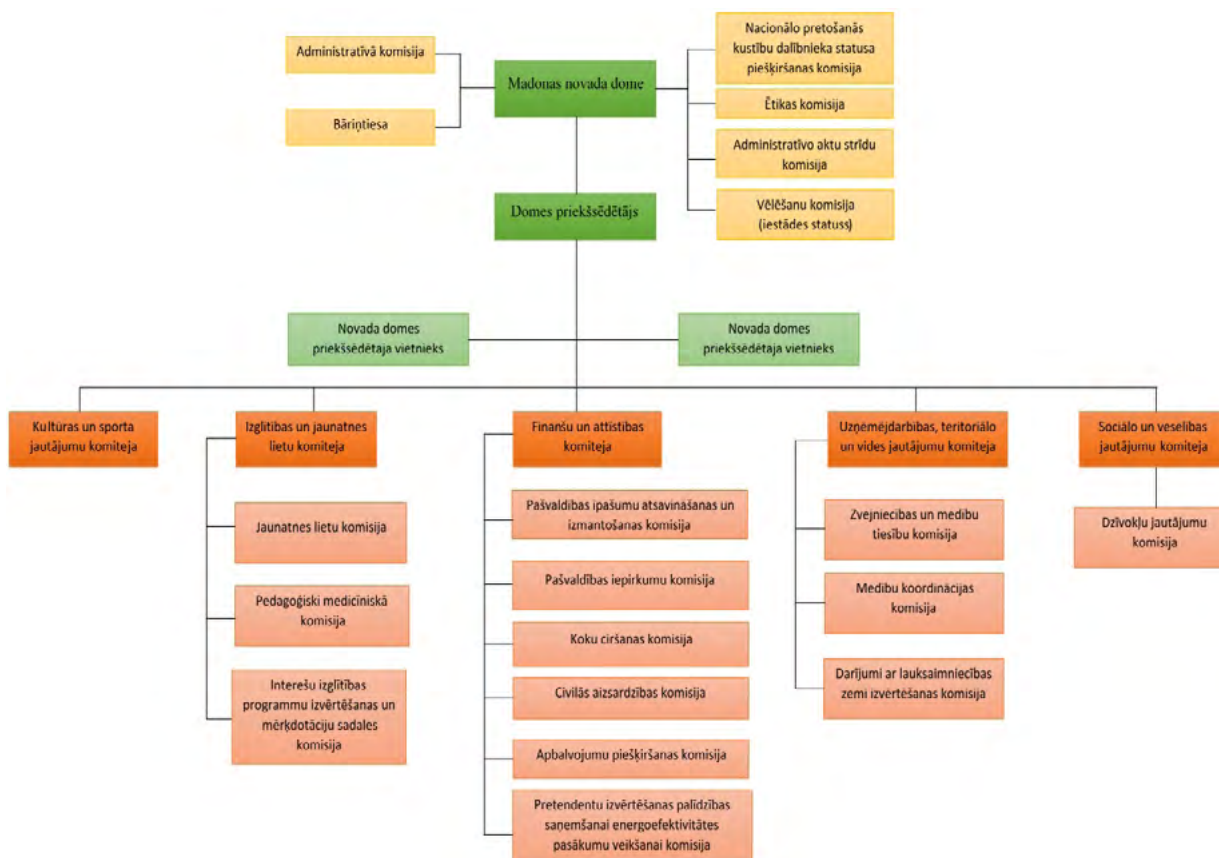 Administratīvā komisija
Bāriņtiesa
Madonas novada dome
Nacionālo pretošanās
kustību dalībnieka statusa
piešķiršanas komisija
Ētikas komisija
Administratīvo aktu strīdu
komisija
Vēlēšanu komisija
(iestādes statuss)
Domes priekšsēdētājs
Novada domes
priekšsēdētāja vietnieks
Novada domes
priekšsēdētāja vietnieks
Kultūras un sporta
jautājumu komiteja
Izglītības un jaunatnes
lietu komiteja
Jaunatnes lietu komisija
Pedagoģiski medicīniskā
komisija
Interešu izglītības
programmu izvērtēšanas un
mērķdotāciju sadales
komisija
Finanšu un attīstības
komiteja
Pašvaldības īpašumu atsavināšanas un
izmantošanas komisija
Pašvaldības iepirkumu komisija
Koku ciršanas komisija
Civilās aizsardzības komisija
Apbalvojumu piešķiršanas komisija
Pretendentu izvērtēšanas palīdzības
saņemšanai energoefektivitātes
pasākumu veikšanai komisija
Uzņēmējdarbības, teritoriālo
un vides jautājumu komiteja
Zvejniecības un medību
tiesību komisija
Medību koordinācijas
komisija
Darījumi ar lauksaimniecības
zemi izvērtēšanas komisija
Sociālo un veselības
jautājumu komiteja
Dzīvokļu jautājumu
komisija